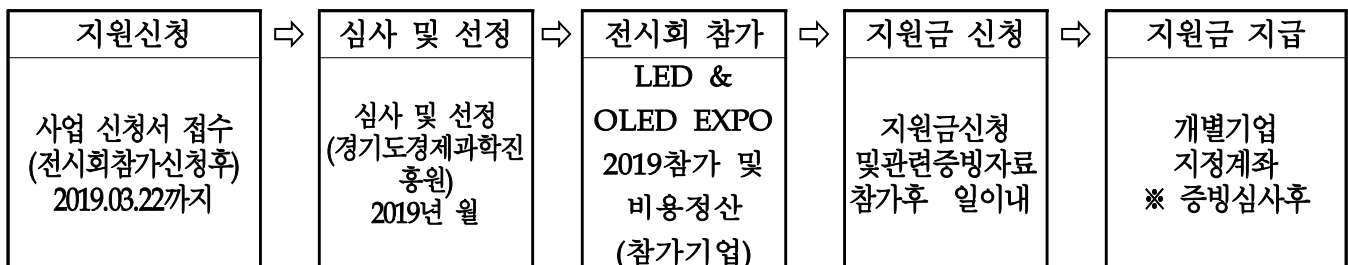 지원신청
⇨
심사 및 선정
⇨
전시회 참가
⇨
지원금 신청
⇨
지원금 지급
사업 신청서 접수
(전시회참가신청후)
2019.03.22까지
심사 및 선정
(경기도경제과학진
흥원)
2019년 월
LED &
OLED EXPO
2019참가 및
비용정산
(참가기업)
지원금신청
및관련증빙자료
참가후 일이내
개별기업
지정계좌
※ 증빙심사후